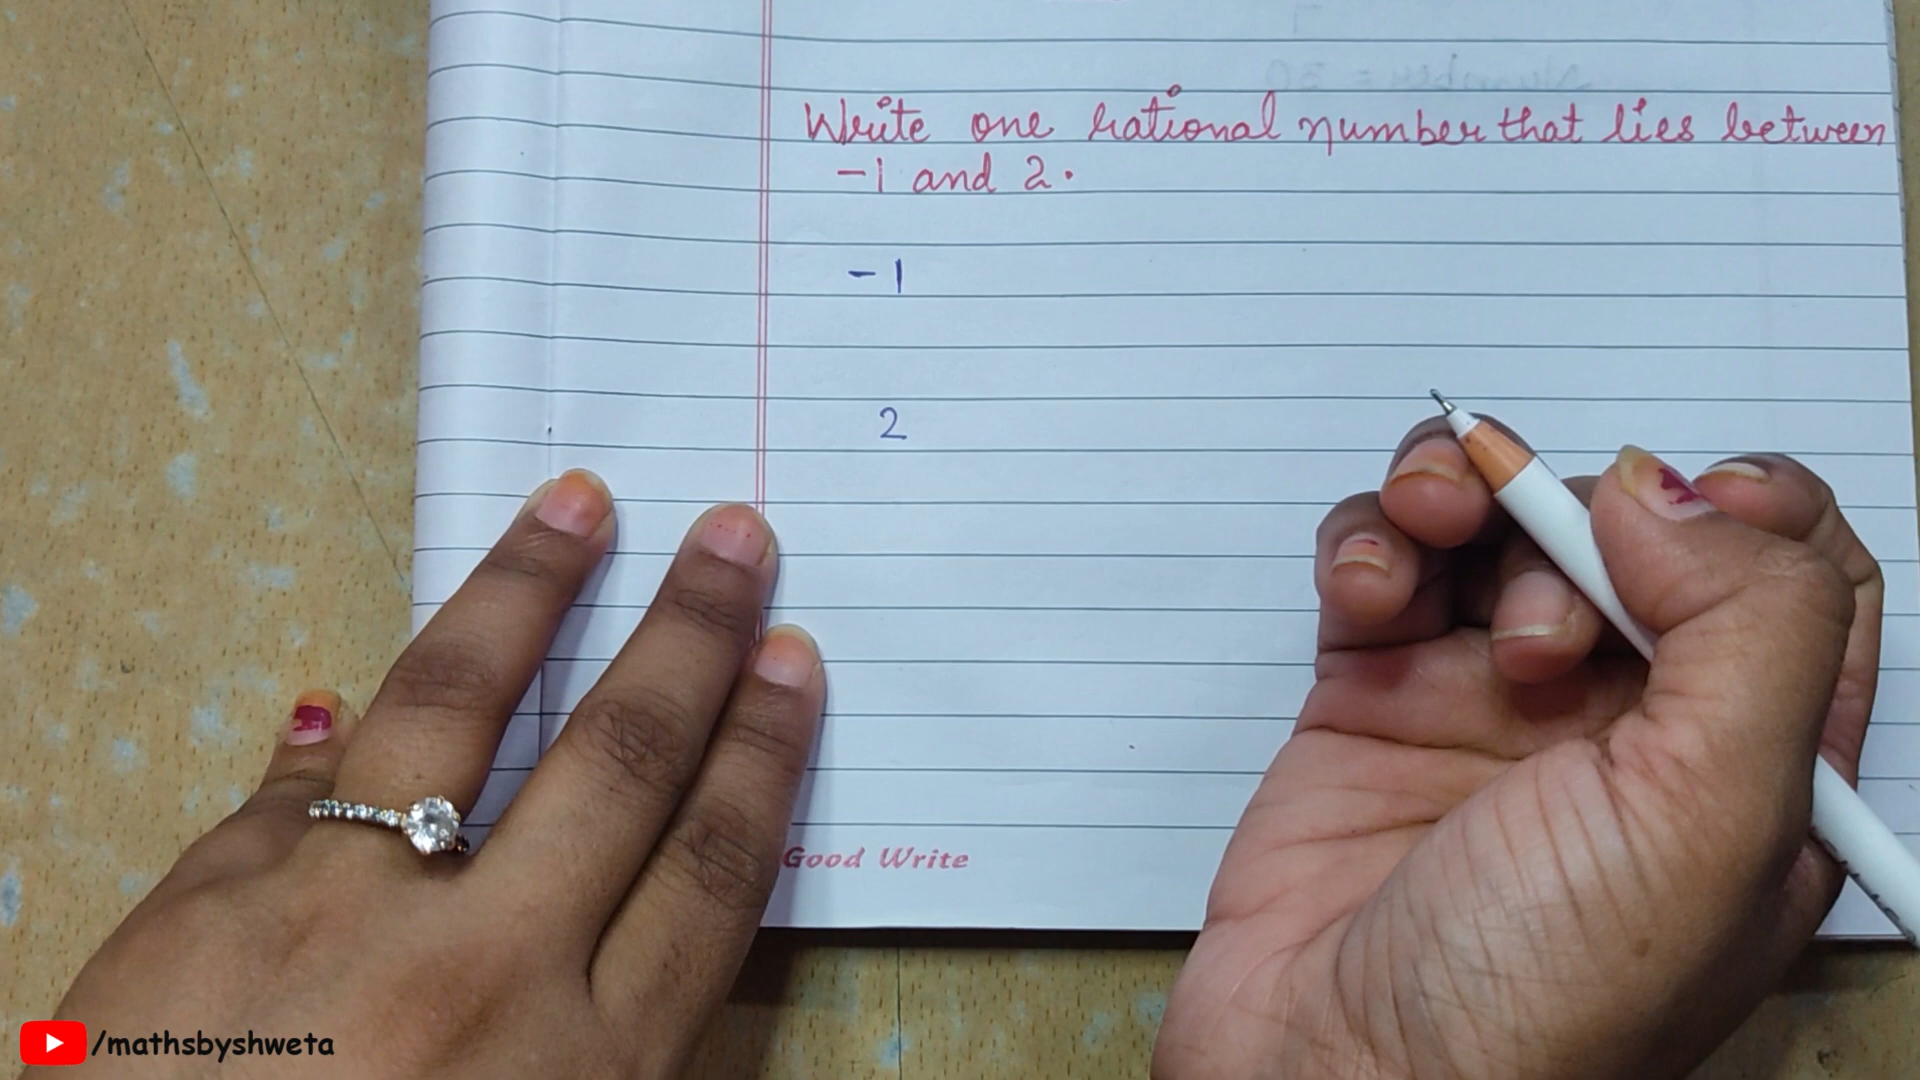 Write one rational number that lies between
-1 and 2.
-1
2
Good Write
/mathsbyshweta